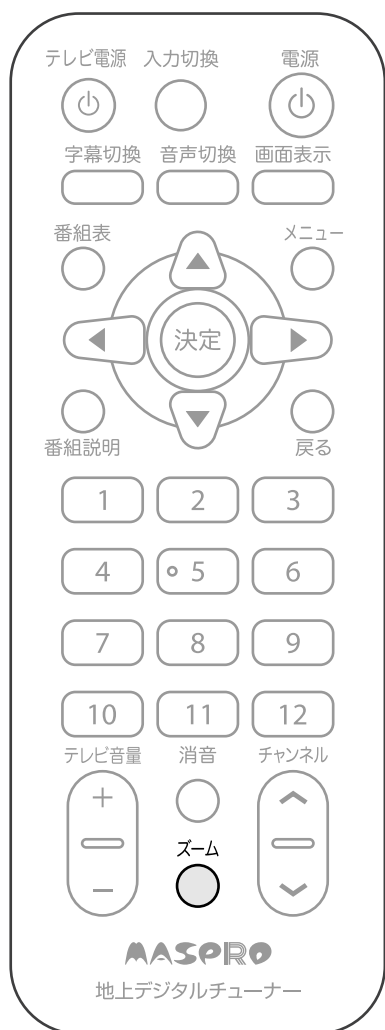 テレビ電源 入力切換 電源
字幕切換 音声切換 画面表示
番組表 メニュー
決定
番組説明 戻る
1 2 3
4 5 6
7 8 9
10 11 12
テレビ音量 消音 チャンネル
+
ズーム
−
MASPRO
地上デジタルチューナー